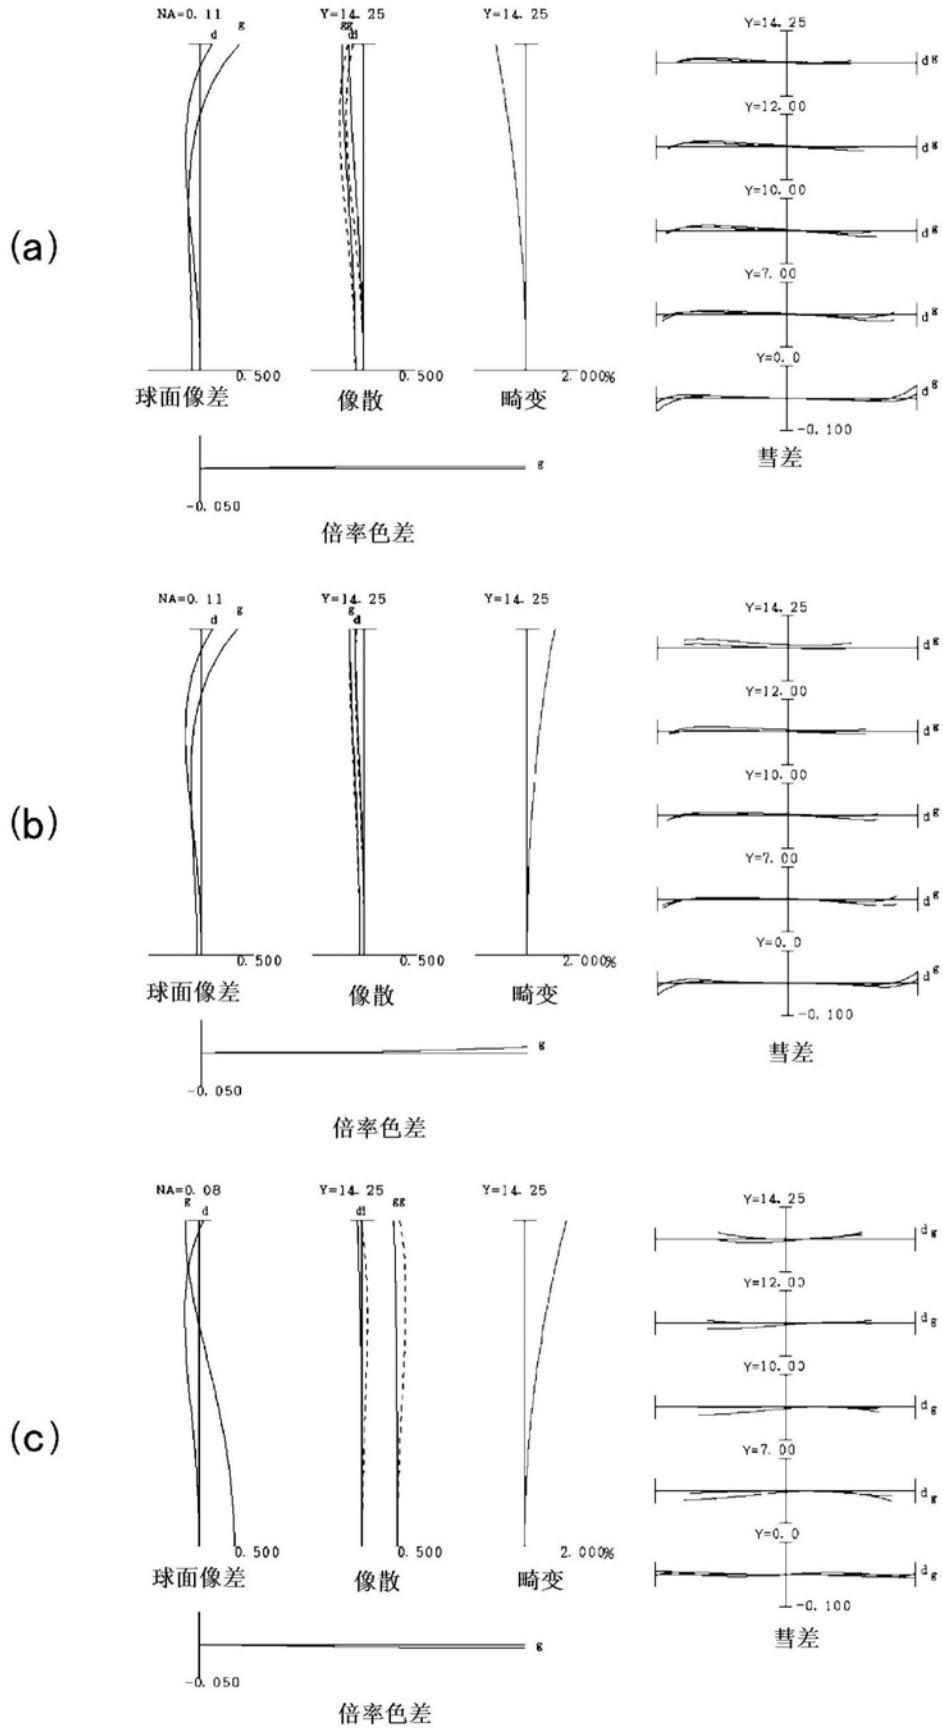 (a)
NA=0.11
d g
球面像差
0.500
Y=14.25
gg
di
像散
0.500
畸变
2.000%
Y=14.25
d g
Y=12.00
d g
Y=10.00
d g
Y=7.00
d g
Y=0.0
d g
-0.100
彗差
g
-0.050
倍率色差
(b)
NA=0.11
d g
0.500
球面像差
Y=14.25
g
d
0.500
像散
Y=14.25
2.000%
畸变
Y=14.25
d g
Y=12.00
d g
Y=10.00
d g
Y=7.00
d g
Y=0.0
d g
-0.100
彗差
g
-0.050
倍率色差
(c)
NA=0.08
g d
0.500
球面像差
Y=14.25
di gg
0.500
像散
Y=14.25
2.000%
畸变
Y=14.25
d g
Y=12.00
d g
Y=10.00
d g
Y=7.00
d g
Y=0.0
d g
-0.100
彗差
g
-0.050
倍率色差